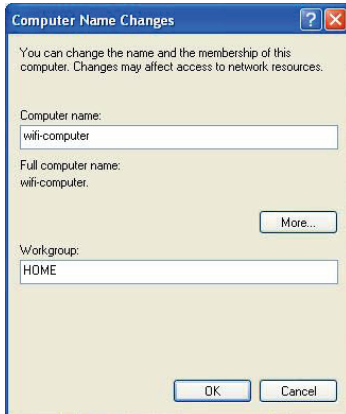 Computer Name Changes
You can change the name and the membership of this
computer. Changes may affect access to network resources.
Computer name:
wifi-computer
Full computer name:
wifi-computer.
More...
Workgroup:
HOME
OK
Cancel